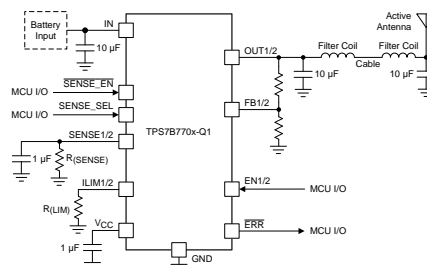 Battery
Input
IN
10 µF
SENSE_EN
MCU I/O
SENSE_SEL
SENSE1/2
1 µF
R(SENSE)
ILIM1/2
R(LIM)
VCC
1 µF
TPS7B770x-Q1
GND
OUT1/2
FB1/2
EN1/2
MCU I/O
ERR
MCU I/O
10 µF
Filter Coil
Cable
Filter Coil
10 µF
Active
Antenna